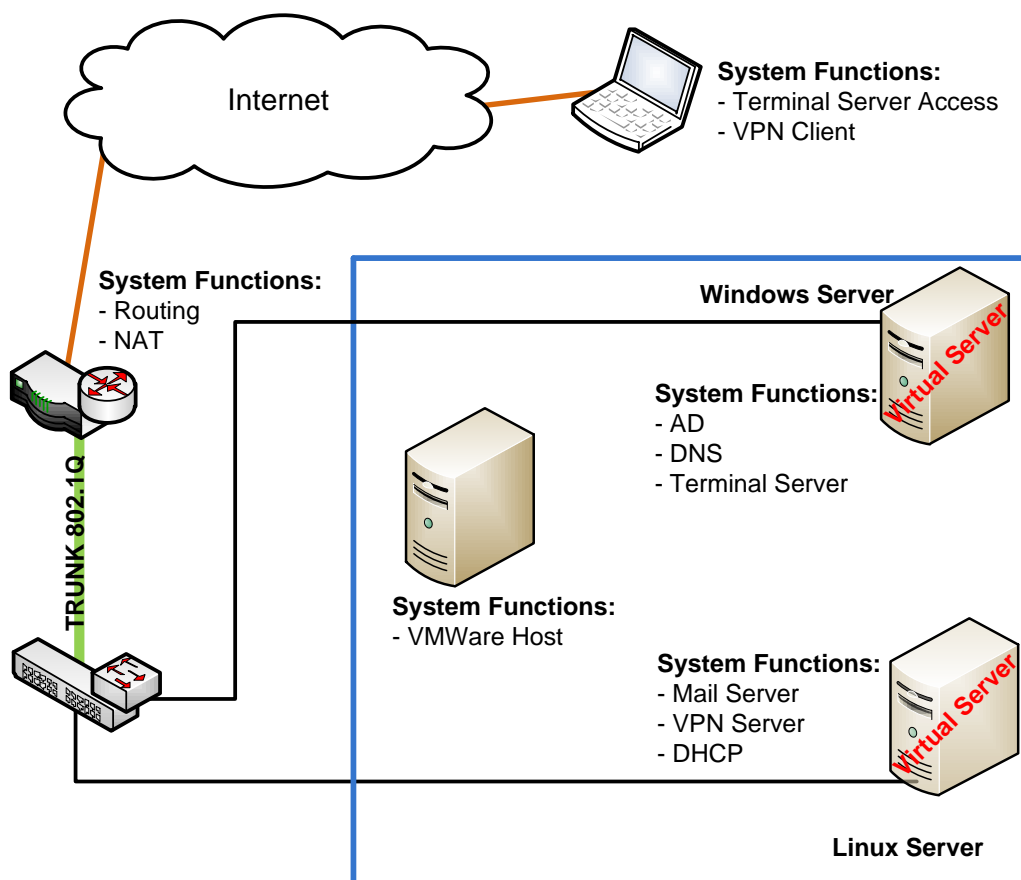 Internet
System Functions:
- Terminal Server Access
- VPN Client
System Functions:
- Routing
- NAT
Windows Server
Virtual Server
System Functions:
- AD
- DNS
- Terminal Server
TRUNK 802.1Q
System Functions:
- VMWare Host
System Functions:
- Mail Server
- VPN Server
- DHCP
Virtual Server
Linux Server